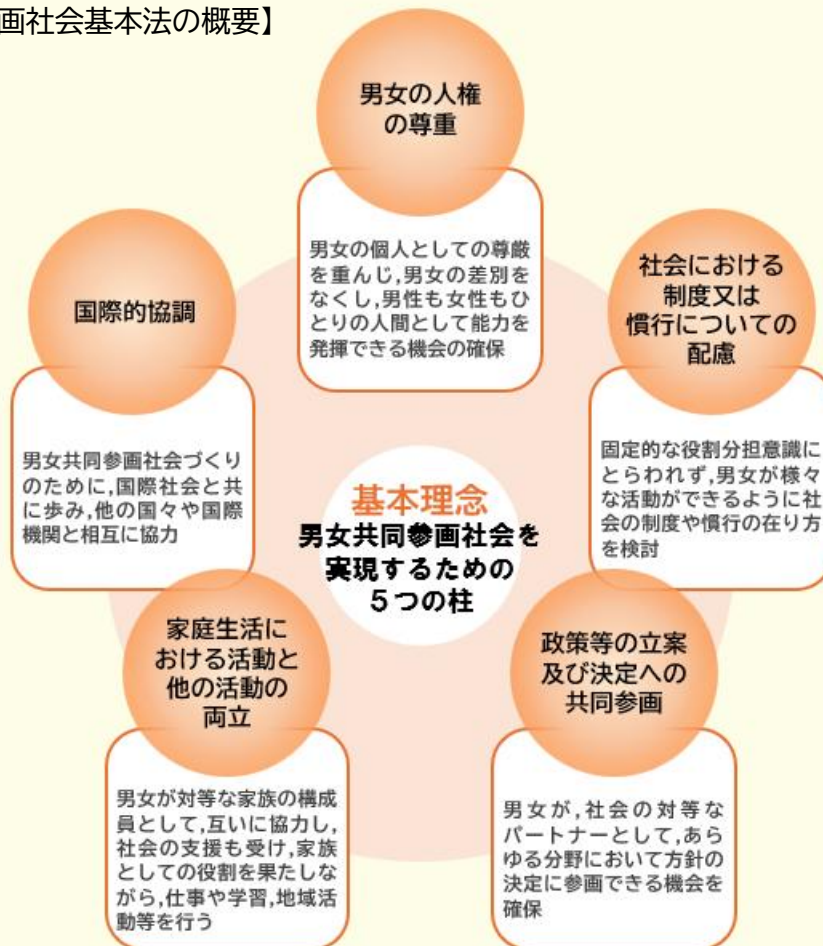 画社会基本法の概要】
男女の人権
の尊重
男女の個人としての尊厳
を重んじ,男女の差別を
なくし,男性も女性もひ
とりの人間として能力を
発揮できる機会の確保
社会における
制度又は
慣行についての
配慮
固定的な役割分担意識に
とらわれず,男女が様々
な活動ができるように社
会の制度や慣行の在り方
を検討
政策等の立案
及び決定への
共同参画
男女が,社会の対等な
パートナーとして,あら
ゆる分野において方針の
決定に参画できる機会を
確保
家庭生活に
おける活動と
他の活動の
両立
男女が対等な家族の構成
員として,互いに協力し,
社会の支援も受け,家族
としての役割を果たしな
がら,仕事や学習,地域活
動等を行う
国際的協調
男女共同参画社会づくり
のために,国際社会と共
に歩み,他の国々や国際
機関と相互に協力
基本理念
男女共同参画社会を
実現するための
5つの柱